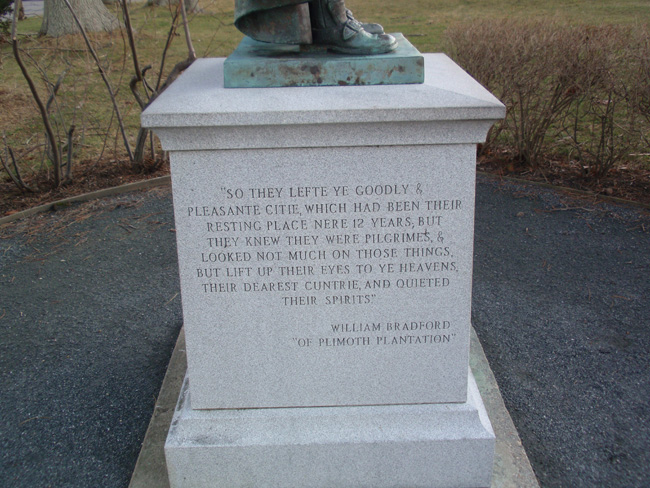 "SO THEY LEFTE YE GOODLY &
PLEASANTE CITIE, WHICH HAD BEEN THEIR
RESTING PLACE NERE 12 YEARS, BUT
THEY KNEW THEY WERE PILGRIMES, &
LOOKED NOT MUCH ON THOSE THINGS,
BUT LIFT UP THEIR EYES TO YE HEAVENS,
THEIR DEAREST CUNTRIE, AND QUIETED
THEIR SPIRITS"
WILLIAM BRADFORD
"OF PLIMOTH PLANTATION"